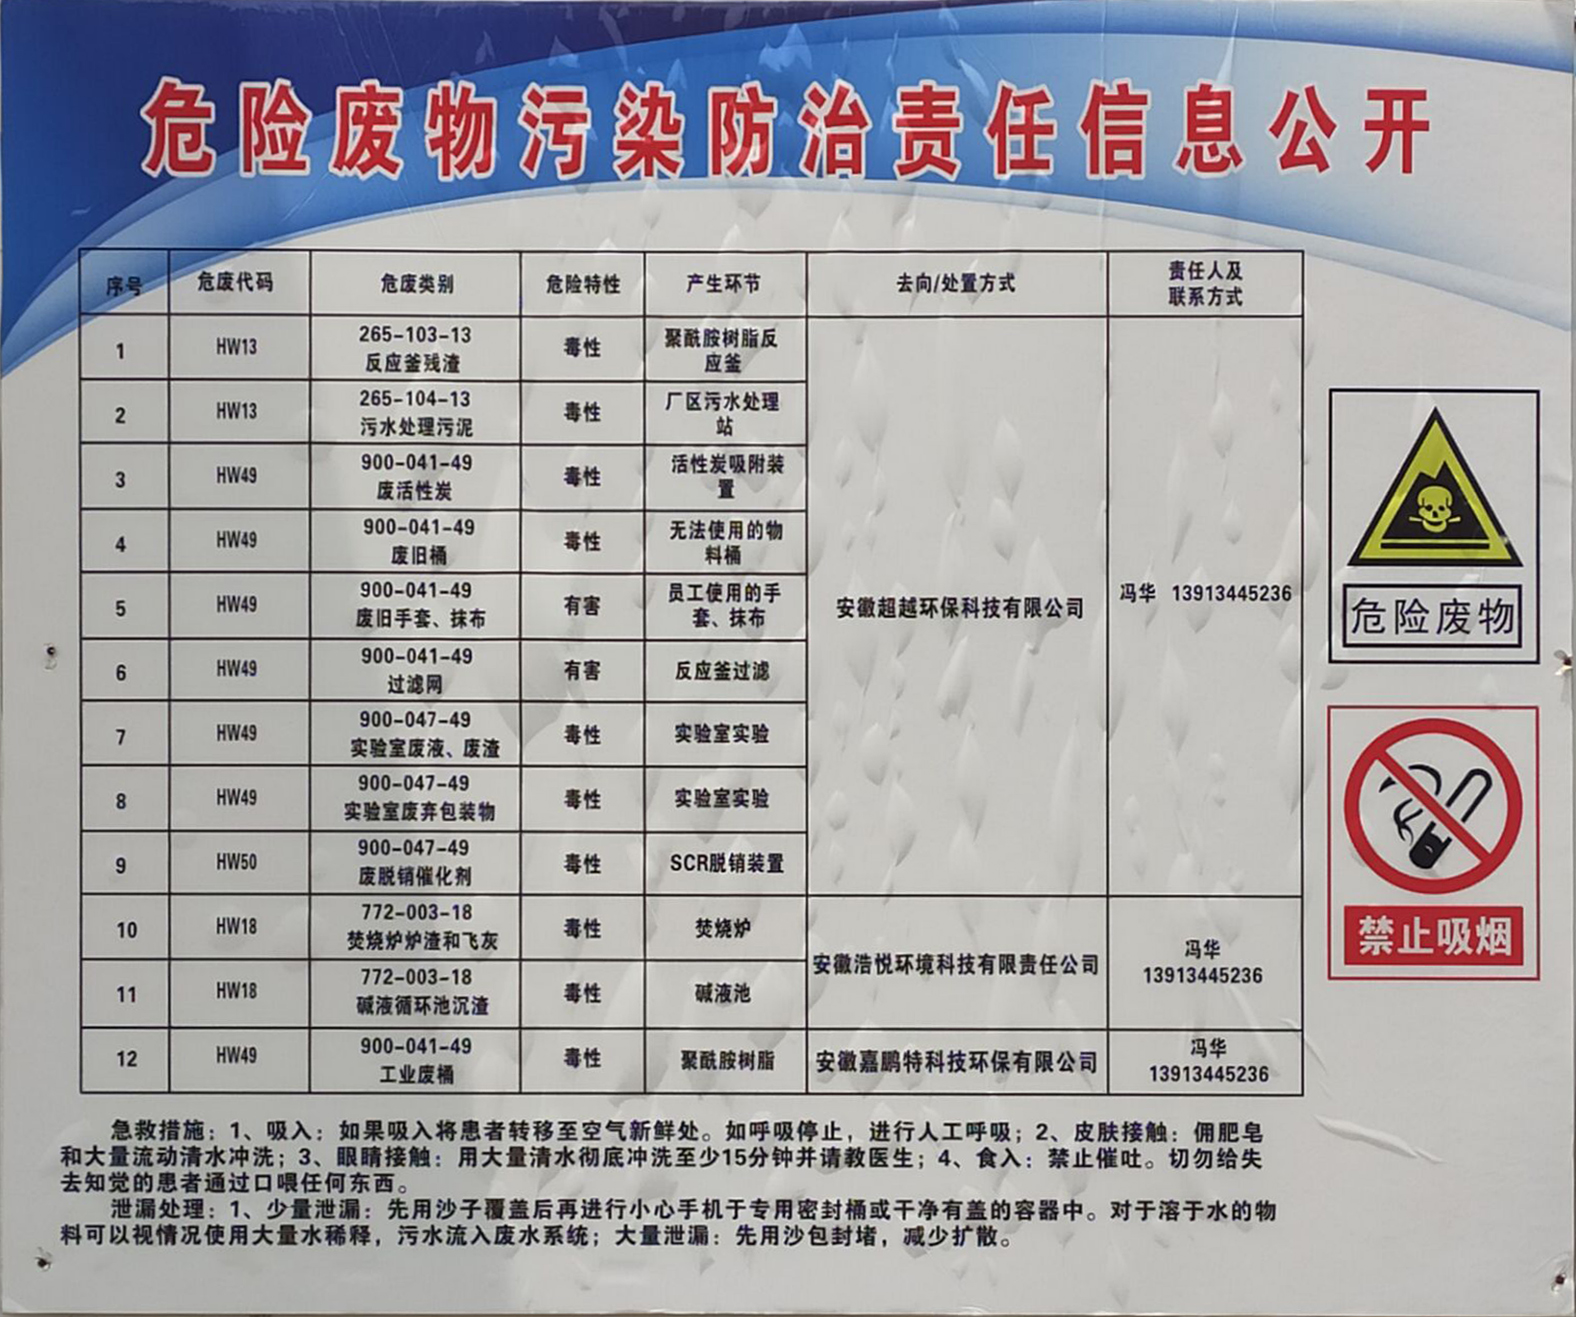 危险废物污染防治责任信息公开
序号 危废代码 危废类别 危险特性 产生环节 去向/处置方式 责任人及
联系方式
1 HW13 265-103-13
反应釜残渣 毒性 聚酰胺树脂反
应釜
2 HW13 265-104-13
污水处理污泥 毒性 厂区污水处理
站
3 HW49 900-041-49
废活性炭 毒性 活性炭吸附装
置
4 HW49 900-041-49
废旧桶 毒性 无法使用的物
料桶
5 HW49 900-041-49
废旧手套、抹布 有害 员工使用的手
套、抹布
安徽超越环保科技有限公司 冯华 13913445236
6 HW49 900-041-49
过滤网 有害 反应釜过滤
7 HW49 900-047-49
实验室废液、废渣 毒性 实验室实验
8 HW49 900-047-49
实验室废弃包装物 毒性 实验室实验
9 HW50 900-047-49
废脱销催化剂 毒性 SCR脱销装置
10 HW18 772-003-18
焚烧炉炉渣和飞灰 毒性 焚烧炉
安徽浩悦环境科技有限责任公司 冯华
13913445236
11 HW18 772-003-18
碱液循环池沉渣 毒性 碱液池
12 HW49 900-041-49
工业废桶 毒性 聚酰胺树脂 安徽嘉鹏特科技环保有限公司 冯华
13913445236
危险废物
禁止吸烟
急救措施：1、吸入：如果吸入将患者转移至空气新鲜处。如呼吸停止，进行人工呼吸；2、皮肤接触：佣肥皂
和大量流动清水冲洗；3、眼睛接触：用大量清水彻底冲洗至少15分钟并请教医生；4、食入：禁止催吐。切勿给失
去知觉的患者通过口喂任何东西。
泄漏处理：1、少量泄漏：先用沙子覆盖后再进行小心手机于专用密封桶或干净有盖的容器中。对于溶于水的物
料可以视情况使用大量水稀释，污水流入废水系统；大量泄漏：先用沙包封堵，减少扩散。